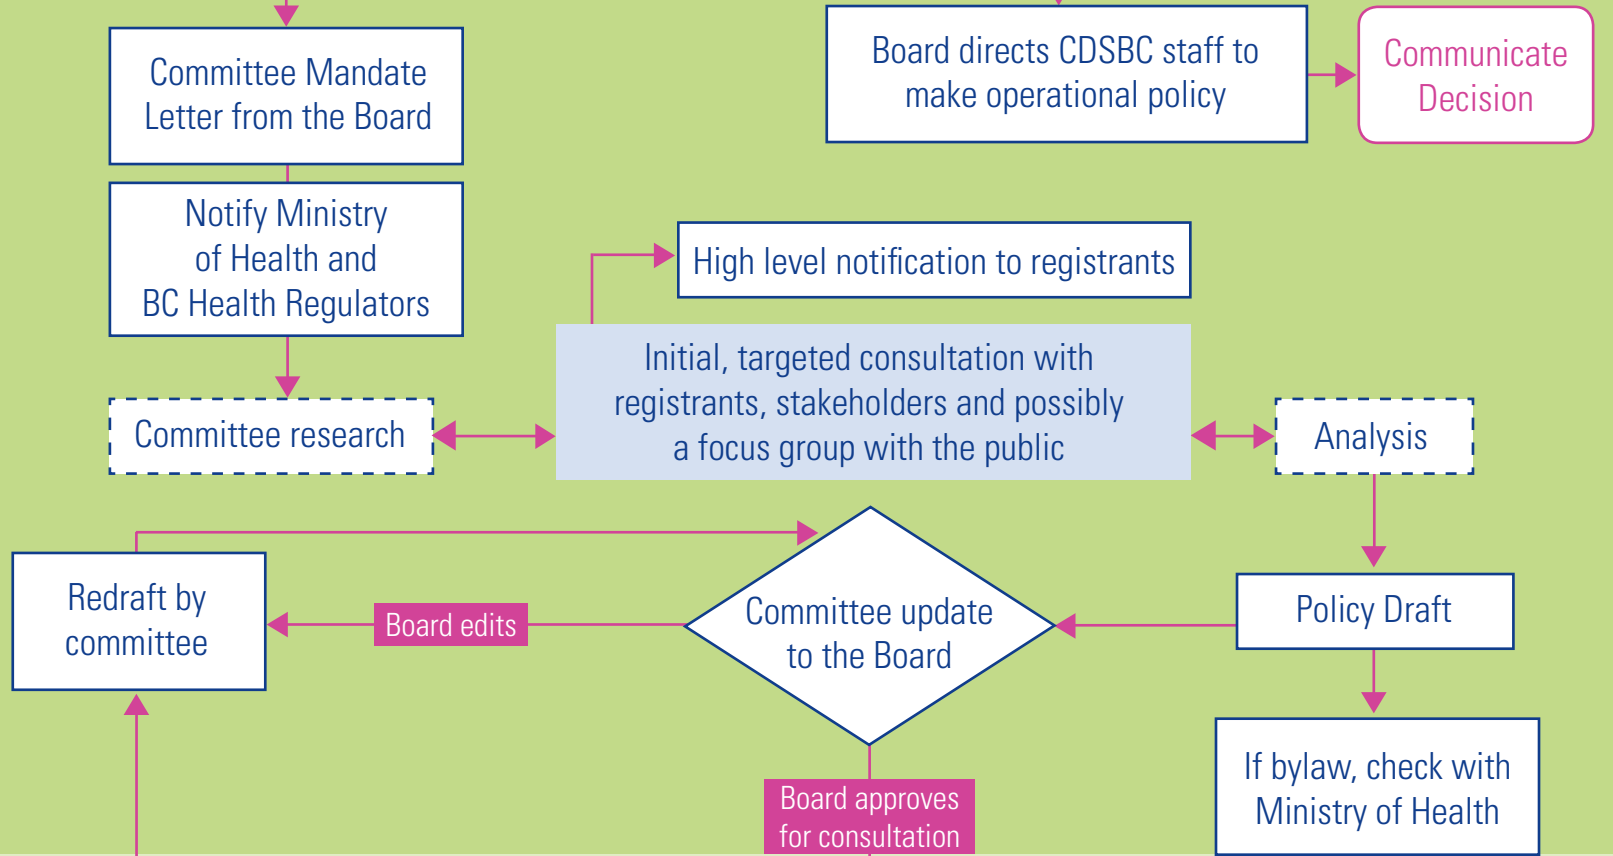 Committee Mandate
Letter from the Board
Board directs CDSBC staff to
make operational policy
Communicate
Decision
Notify Ministry
of Health and
BC Health Regulators
High level notification to registrants
Initial, targeted consultation with
registrants, stakeholders and possibly
a focus group with the public
Committee research
Analysis
Redraft by
committee
Board edits
Committee update
to the Board
Policy Draft
Board approves
for consultation
If bylaw, check with
Ministry of Health